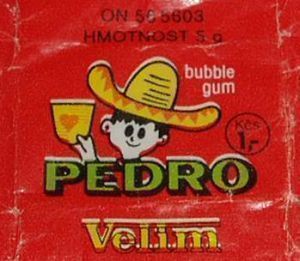 ON 56 5603
HMOTNOST 5 g
bubble
gum
Kčs
1,-
PEDRO
Velim